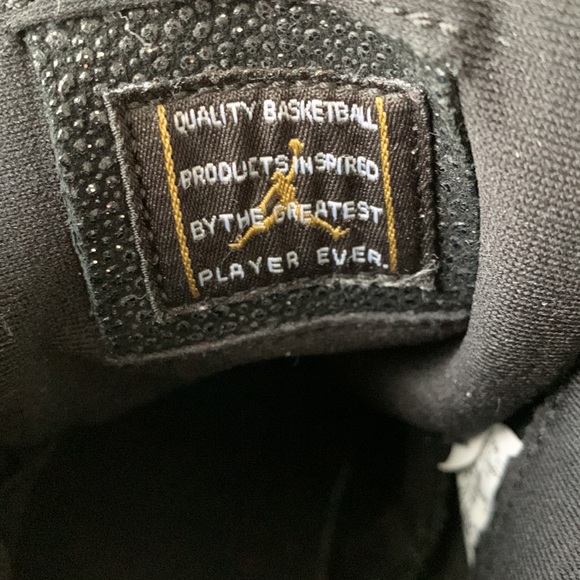 QUALITY BASKETBALL
PRODUCTS INSPIRED
BY THE GREATEST
PLAYER EVER.